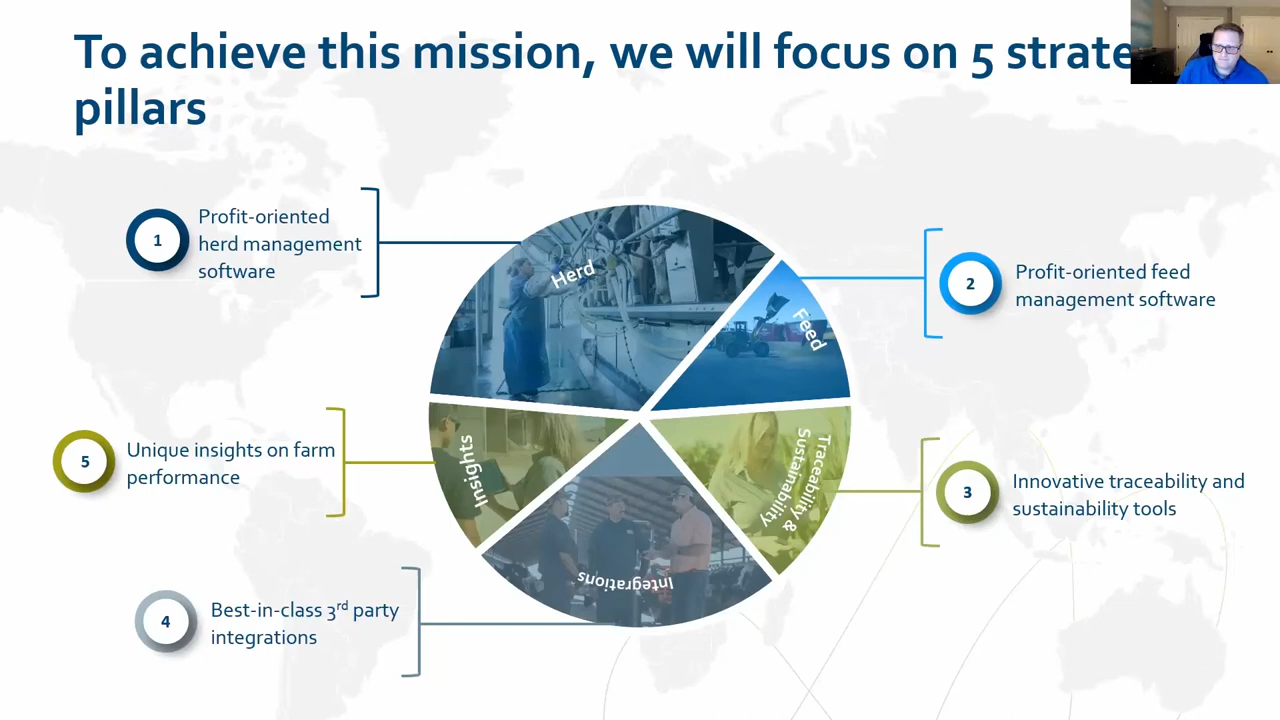 To achieve this mission, we will focus on 5 strate
pillars
1
Profit-oriented
herd management
software
Herd
2
Profit-oriented feed
management software
Feed
3
Innovative traceability and
sustainability tools
Traceability &
Sustainability
4
Best-in-class 3rd party
integrations
Integrations
5
Unique insights on farm
performance
Insights